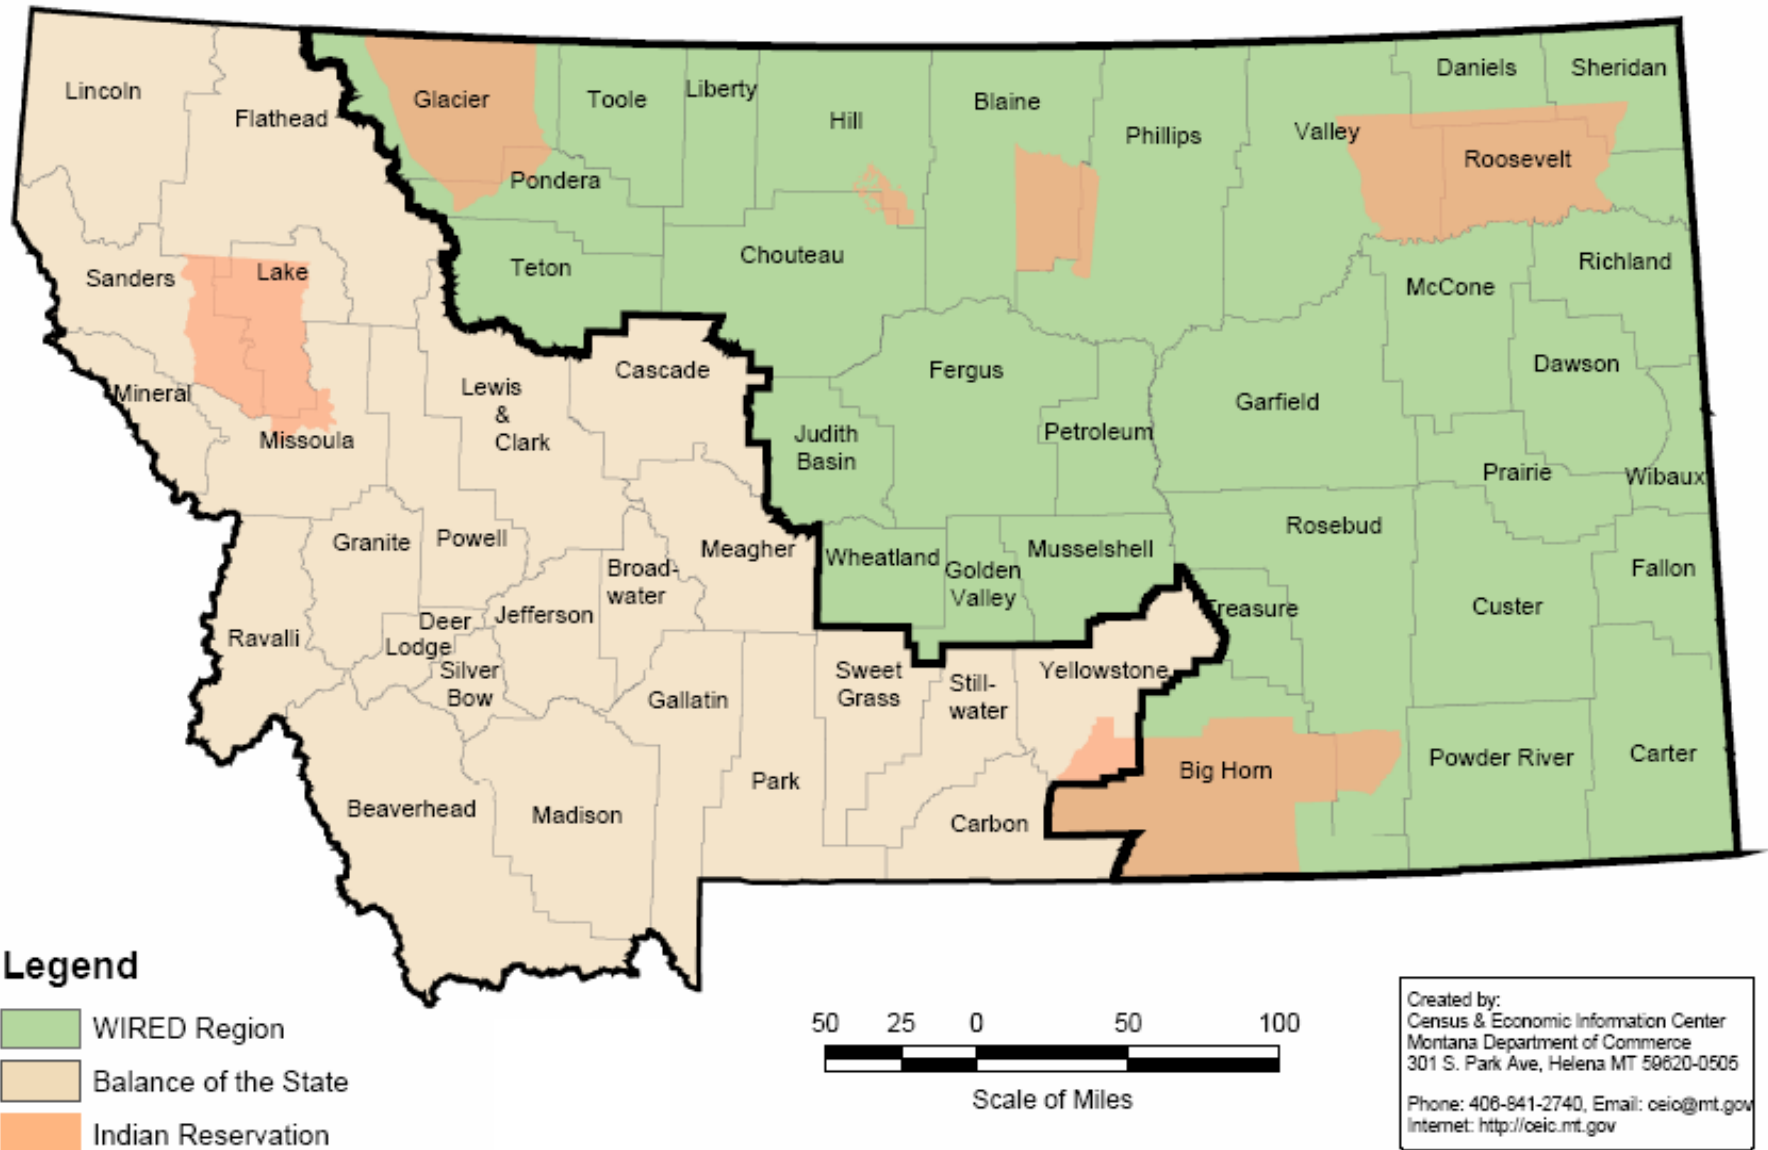 Lincoln
Flathead
Glacier
Toole
Liberty
Hill
Blaine
Phillips
Valley
Daniels
Sheridan
Roosevelt
Pondera
Sanders
Lake
Teton
Chouteau
McCone
Richland
Mineral
Missoula
Lewis
&
Clark
Cascade
Judith
Basin
Fergus
Petroleum
Garfield
Dawson
Prairie
Wibaux
Granite
Powell
Meagher
Wheatland
Golden
Valley
Musselshell
Rosebud
Treasure
Custer
Fallon
Ravalli
Deer
Lodge
Silver
Bow
Jefferson
Broad-
water
Gallatin
Park
Sweet
Grass
Still-
water
Yellowstone
Big Horn
Powder River
Carter
Beaverhead
Madison
Carbon
Legend
WIRED Region
Balance of the State
Indian Reservation
50 25 0 50 100
Scale of Miles
Created by:
Census & Economic Information Center
Montana Department of Commerce
301 S. Park Ave, Helena MT 59620-0505
Phone: 406-841-2740, Email: ceic@mt.gov
Internet: http://ceic.mt.gov